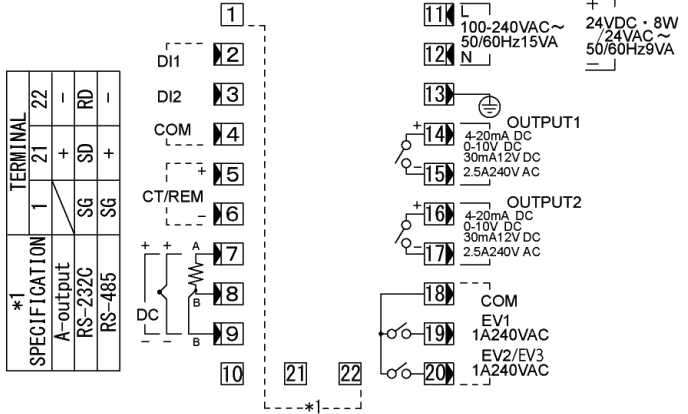 *1
SPECIFICATION
TERMINAL
1 21 22
A-output + −
RS-232C SG SD RD
RS-485 SG + −
1
DI1 2
DI2 3
COM 4
+ 5
CT/REM
− 6
+ + A 7
B 8
DC
− − B 9
10
21 22
*1
11 L
100-240VAC~
50/60Hz15VA
12 N
+
24VDC・8W
/24VAC~
50/60Hz9VA
−
13
OUTPUT1
+ 14 4-20mA DC
0-10V DC
30mA12V DC
− 15 2.5A240V AC
OUTPUT2
+ 16 4-20mA DC
0-10V DC
30mA12V DC
− 17 2.5A240V AC
18 COM
EV1
19 1A240VAC
EV2/EV3
20 1A240VAC